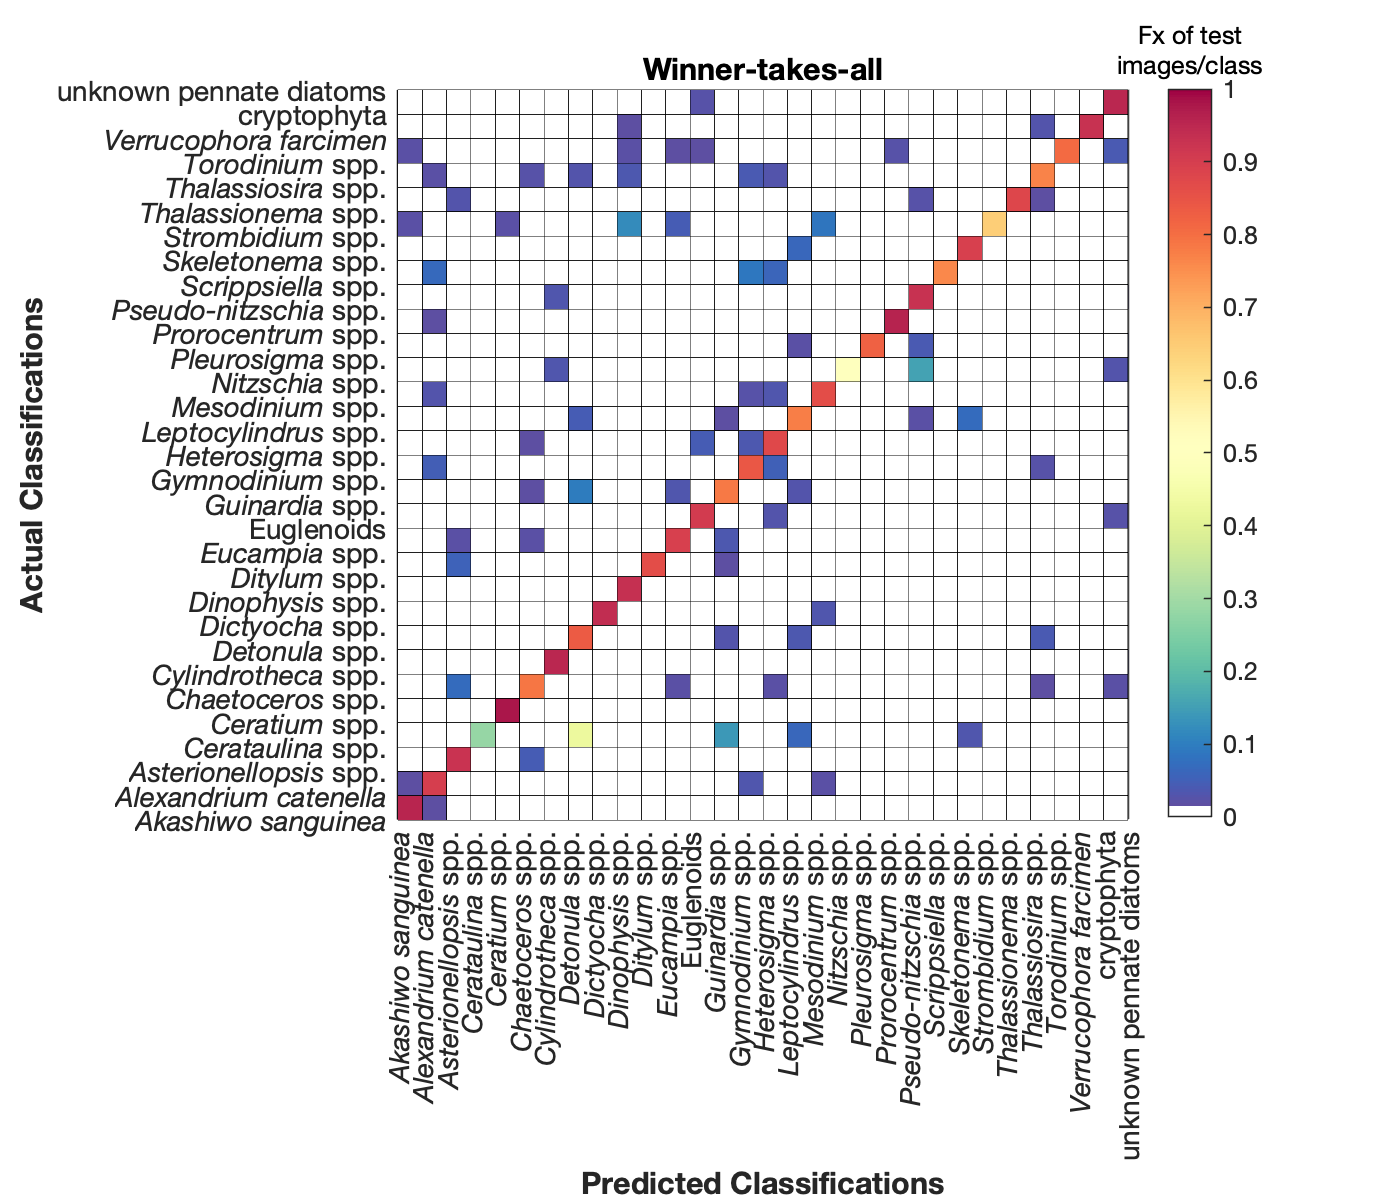 Fx of test
images/class
Winner-takes-all
unknown pennate diatoms
cryptophyta
Verrucophora farcimen
Torodinium spp.
Thalassiosira spp.
Thalassionema spp.
Strombidium spp.
Skeletonema spp.
Scrippsiella spp.
Pseudo-nitzschia spp.
Prorocentrum spp.
Pleurosigma spp.
Nitzschia spp.
Mesodinium spp.
Leptocylindrus spp.
Heterosigma spp.
Gymnodinium spp.
Guinardia spp.
Euglenoids
Eucampia spp.
Ditylum spp.
Dinophysis spp.
Dictyocha spp.
Detonula spp.
Cylindrotheca spp.
Chaetoceros spp.
Ceratium spp.
Cerataulina spp.
Asterionellopsis spp.
Alexandrium catenella
Akashiwo sanguinea
Actual Classifications
1
0.9
0.8
0.7
0.6
0.5
0.4
0.3
0.2
0.1
0
Akashiwo sanguinea
Alexandrium catenella
Asterionellopsis spp.
Cerataulina spp.
Ceratium spp.
Chaetoceros spp.
Cylindrotheca spp.
Detonula spp.
Dictyocha spp.
Dinophysis spp.
Ditylum spp.
Eucampia spp.
Euglenoids
Guinardia spp.
Gymnodinium spp.
Heterosigma spp.
Leptocylindrus spp.
Mesodinium spp.
Nitzschia spp.
Pleurosigma spp.
Prorocentrum spp.
Pseudo-nitzschia spp.
Scrippsiella spp.
Skeletonema spp.
Strombidium spp.
Thalassionema spp.
Thalassiosira spp.
Torodinium spp.
Verrucophora farcimen
cryptophyta
unknown pennate diatoms
Predicted Classifications